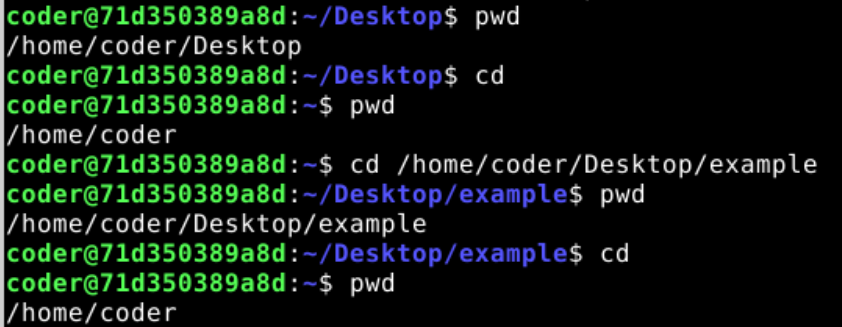 coder@71d350389a8d:~/Desktop$ pwd
/home/coder/Desktop
coder@71d350389a8d:~/Desktop$ cd
coder@71d350389a8d:~$ pwd
/home/coder
coder@71d350389a8d:~$ cd /home/coder/Desktop/example
coder@71d350389a8d:~/Desktop/example$ pwd
/home/coder/Desktop/example
coder@71d350389a8d:~/Desktop/example$ cd
coder@71d350389a8d:~$ pwd
/home/coder